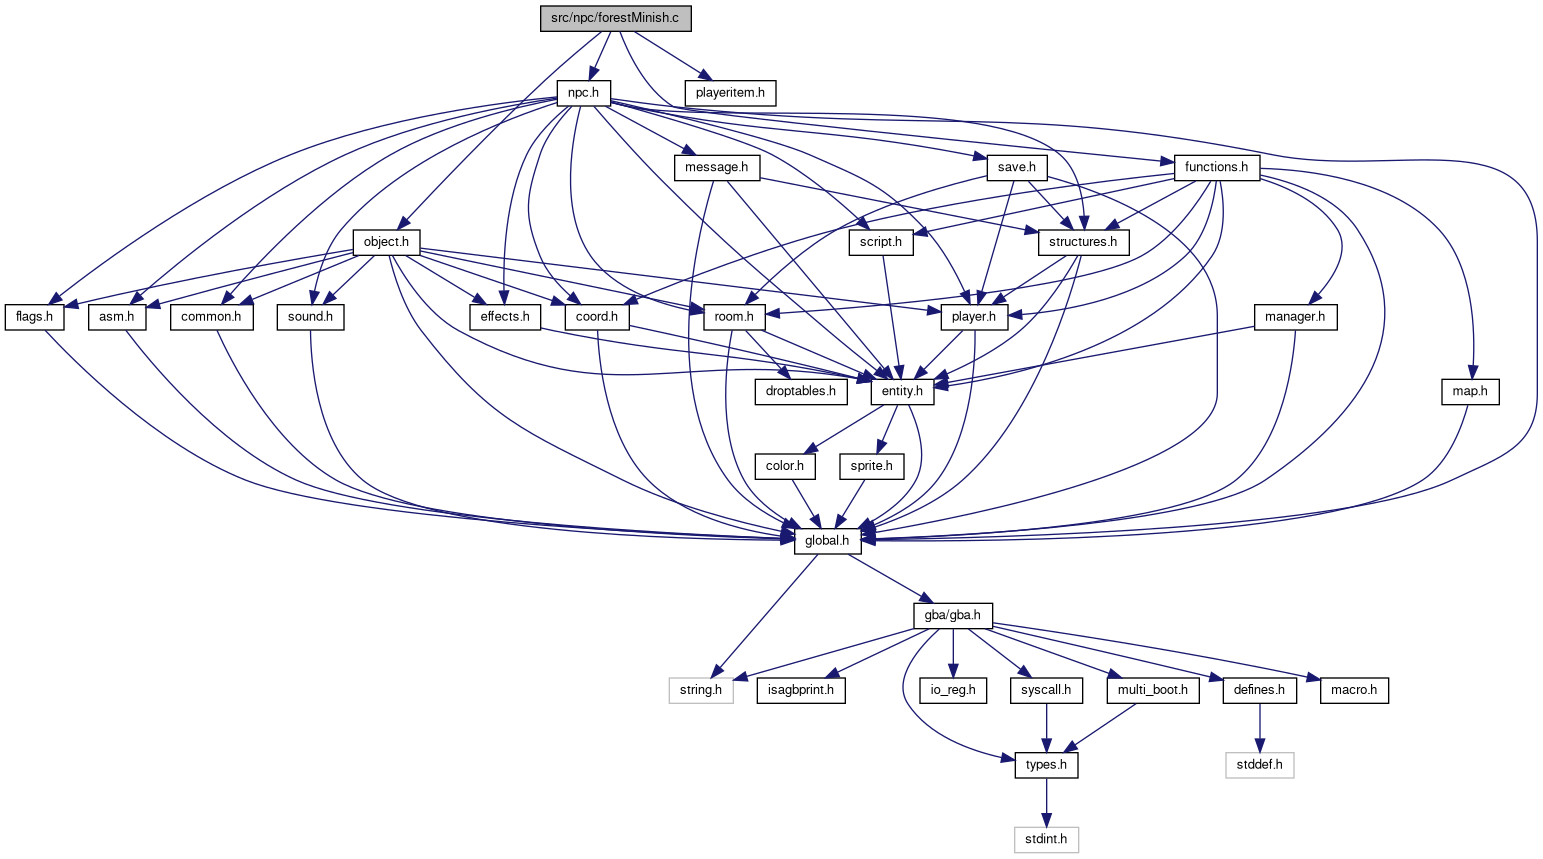 src/npc/forestMinish.c
npc.h
playeritem.h
message.h
save.h
functions.h
object.h
script.h
structures.h
flags.h
asm.h
common.h
sound.h
effects.h
coord.h
room.h
player.h
manager.h
droptables.h
entity.h
map.h
color.h
sprite.h
global.h
gba/gba.h
string.h
isagbprint.h
io_reg.h
syscall.h
multi_boot.h
defines.h
macro.h
types.h
stddef.h
stdint.h